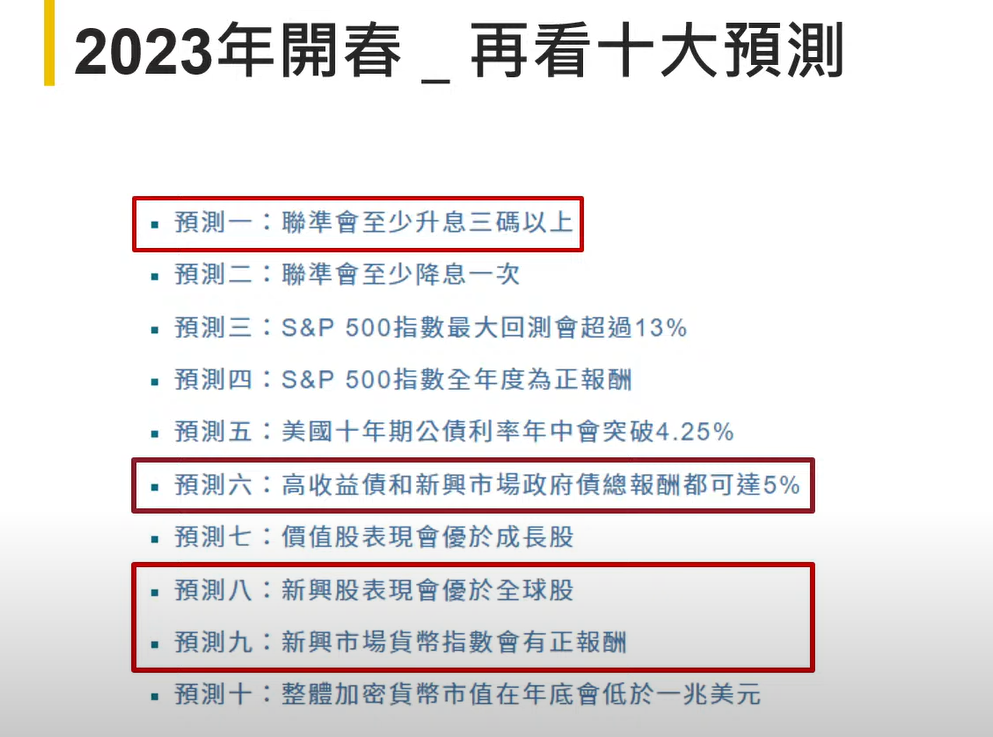 2023年開春 _ 再看十大預測
▪ 預測一：聯準會至少升息三碼以上
▪ 預測二：聯準會至少降息一次
▪ 預測三：S&P 500指數最大回測會超過13%
▪ 預測四：S&P 500指數全年度為正報酬
▪ 預測五：美國十年期公債利率年中會突破4.25%
▪ 預測六：高收益債和新興市場政府債總報酬都可達5%
▪ 預測七：價值股表現會優於成長股
▪ 預測八：新興股表現會優於全球股
▪ 預測九：新興市場貨幣指數會有正報酬
▪ 預測十：整體加密貨幣市值在年底會低於一兆美元